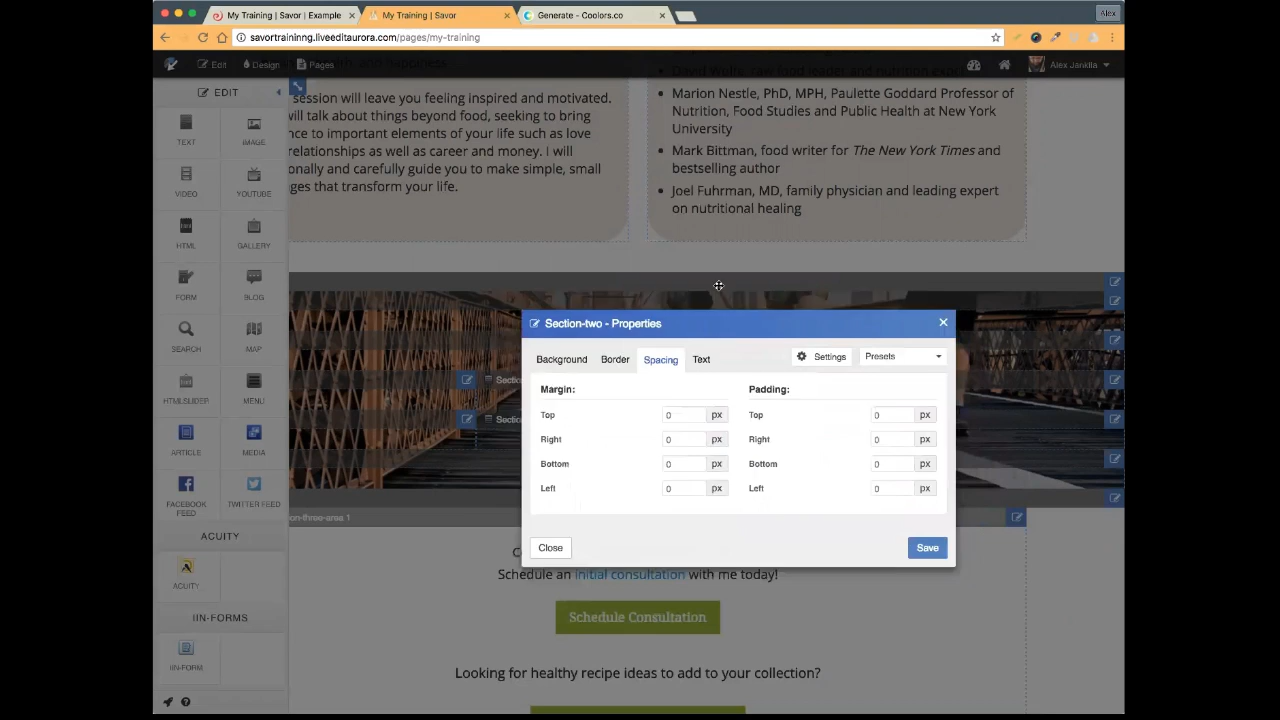 My Training | Savor | Example
My Training | Savor
Generate - Coolors.co
Alex
savortraininng.liveeditaurora.com/pages/my-training
Edit
Design
Pages
Alex Jankila
EDIT
TEXT
IMAGE
VIDEO
YOUTUBE
HTML
GALLERY
FORM
BLOG
SEARCH
MAP
HTMLSLIDER
MENU
ARTICLE
MEDIA
FACEBOOK FEED
TWITTER FEED
ACUITY
ACUITY
IIN-FORMS
IIN-FORM
session will leave you feeling inspired and motivated.
will talk about things beyond food, seeking to bring
nce to important elements of your life such as love
relationships as well as career and money. I will
onally and carefully guide you to make simple, small
ges that transform your life.
Marion Nestle, PhD, MPH, Paulette Goddard Professor of
Nutrition, Food Studies and Public Health at New York
University
Mark Bittman, food writer for The New York Times and
bestselling author
Joel Fuhrman, MD, family physician and leading expert
on nutritional healing
Section-two - Properties
Background
Border
Spacing
Text
Settings
Presets
Margin:
Padding:
Top 0 px
Top 0 px
Right 0 px
Right 0 px
Bottom 0 px
Bottom 0 px
Left 0 px
Left 0 px
Close
Save
Sectio
Sectio
on-three-area 1
Schedule an initial consultation with me today!
Schedule Consultation
Looking for healthy recipe ideas to add to your collection?